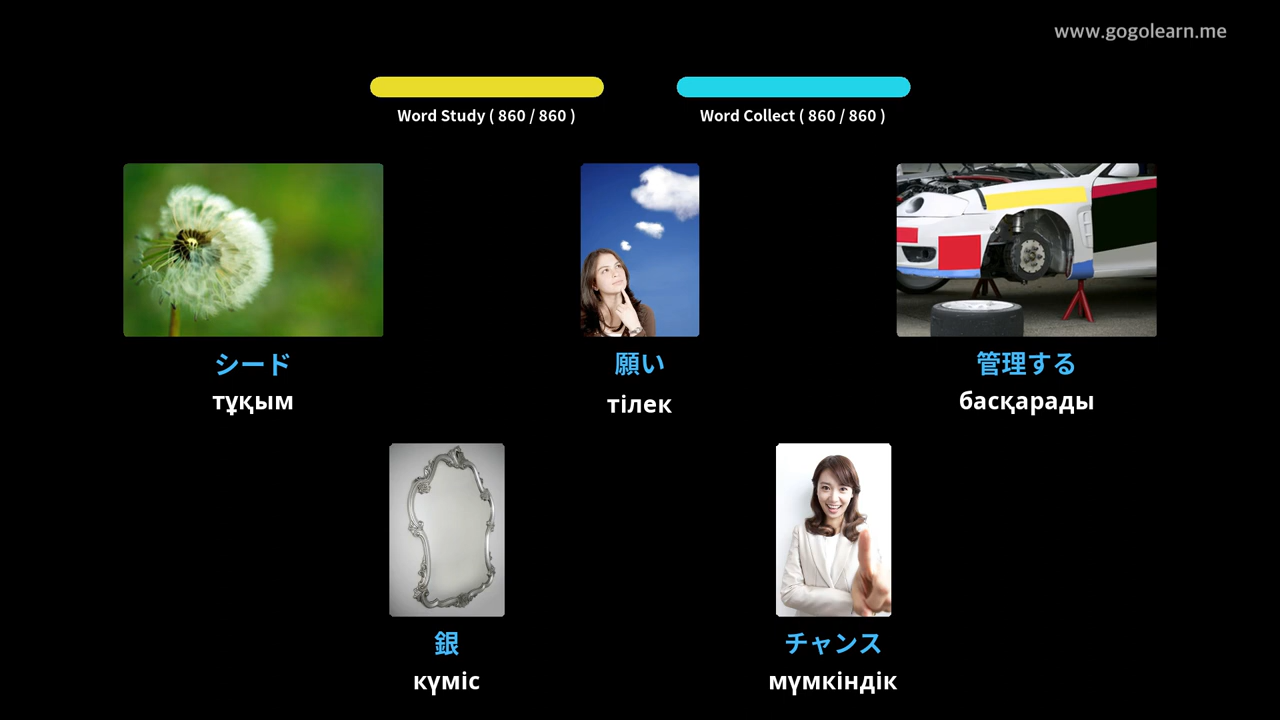 www.gogolearn.me
Word Study ( 860 / 860 )
Word Collect ( 860 / 860 )
シード
тұқым
願い
тілек
管理する
басқарады
銀
күміс
チャンス
мүмкіндік